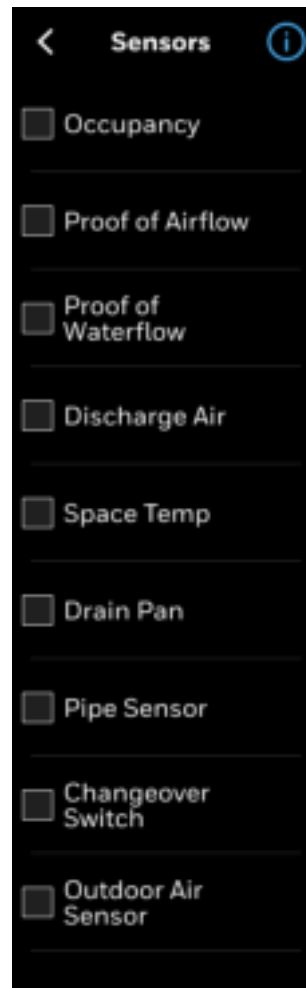 Sensors
Occupancy
Proof of Airflow
Proof of
Waterflow
Discharge Air
Space Temp
Drain Pan
Pipe Sensor
Changeover
Switch
Outdoor Air
Sensor